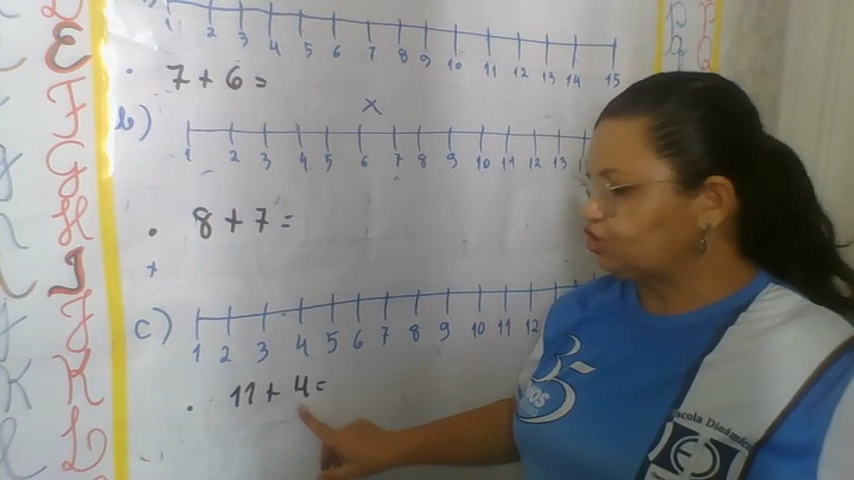 1 2 3 4 5 6 7 8 9 10 11 12 13 14 15
7 + 6 =
x
b)
1 2 3 4 5 6 7 8 9 10 11 12 13
8 + 7 =
+
c)
1 2 3 4 5 6 7 8 9 10 11 12
11 + 4 =
E
F
G
H
I
J
K
L
Escola Dinâmica